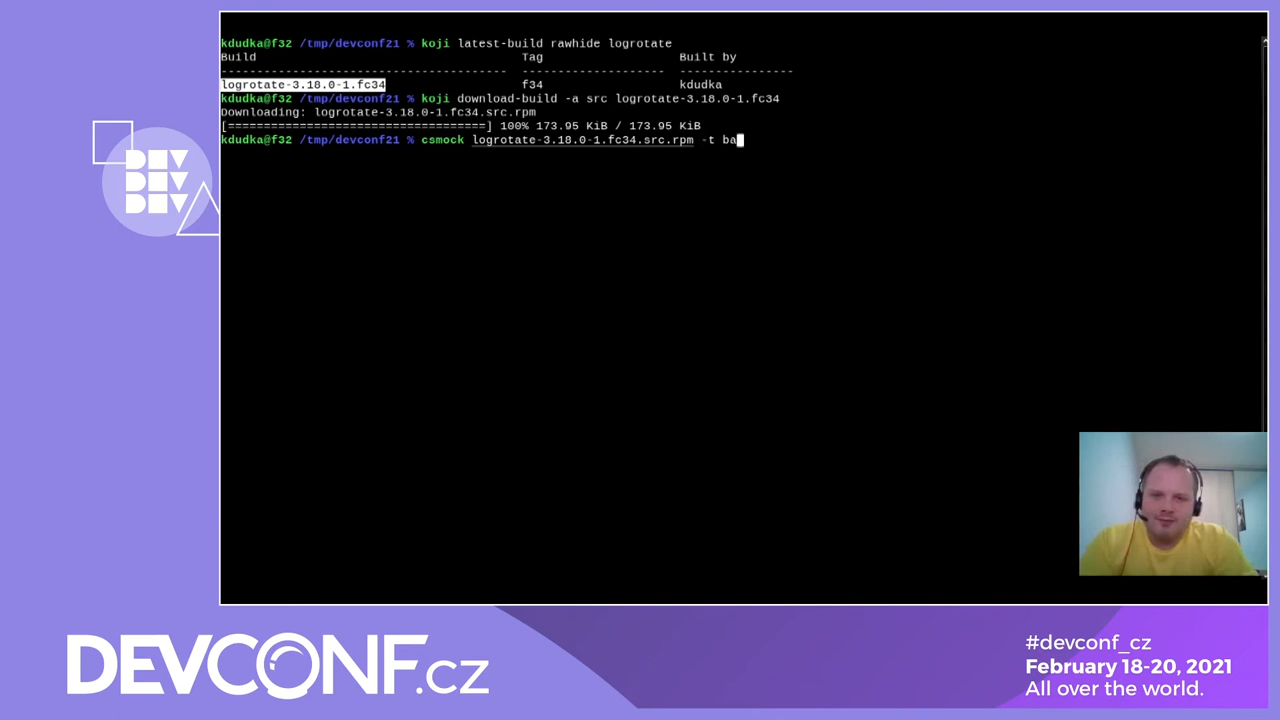 kdudka@f32 /tmp/devconf21 % koji latest-build rawhide logrotate
Build Tag Built by
---------------------------------------- -------------------- ----------------
logrotate-3.18.0-1.fc34 f34 kdudka
kdudka@f32 /tmp/devconf21 % koji download-build -a src logrotate-3.18.0-1.fc34
Downloading: logrotate-3.18.0-1.fc34.src.rpm
[====================================] 100% 173.95 KiB / 173.95 KiB
kdudka@f32 /tmp/devconf21 % csmock logrotate-3.18.0-1.fc34.src.rpm -t ba
DEV
DEV
DEV
DEVCONF.cz
#devconf_cz
February 18-20, 2021
All over the world.